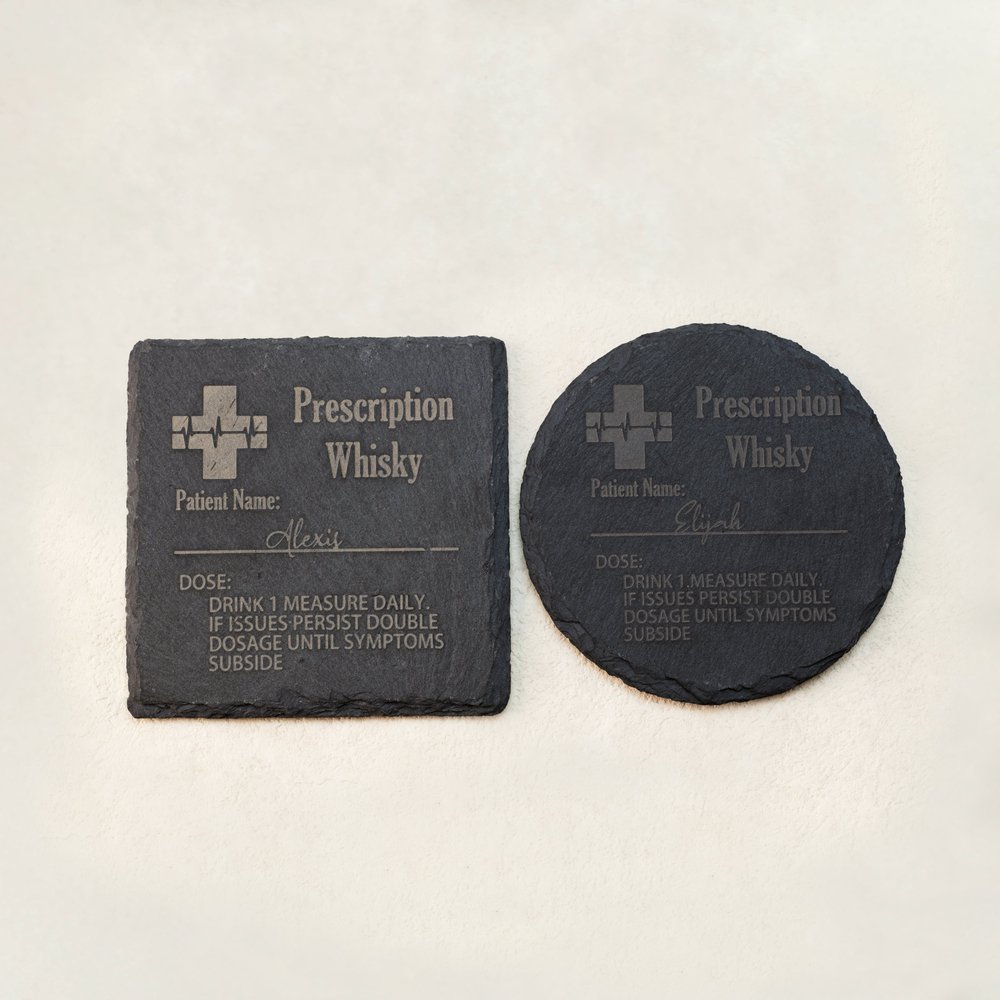 Prescription
Whisky
Patient Name:
Alexis
DOSE:
DRINK 1 MEASURE DAILY.
IF ISSUES PERSIST DOUBLE
DOSAGE UNTIL SYMPTOMS
SUBSIDE
Prescription
Whisky
Patient Name:
Elijah
DOSE:
DRINK 1 MEASURE DAILY.
IF ISSUES PERSIST DOUBLE
DOSAGE UNTIL SYMPTOMS
SUBSIDE